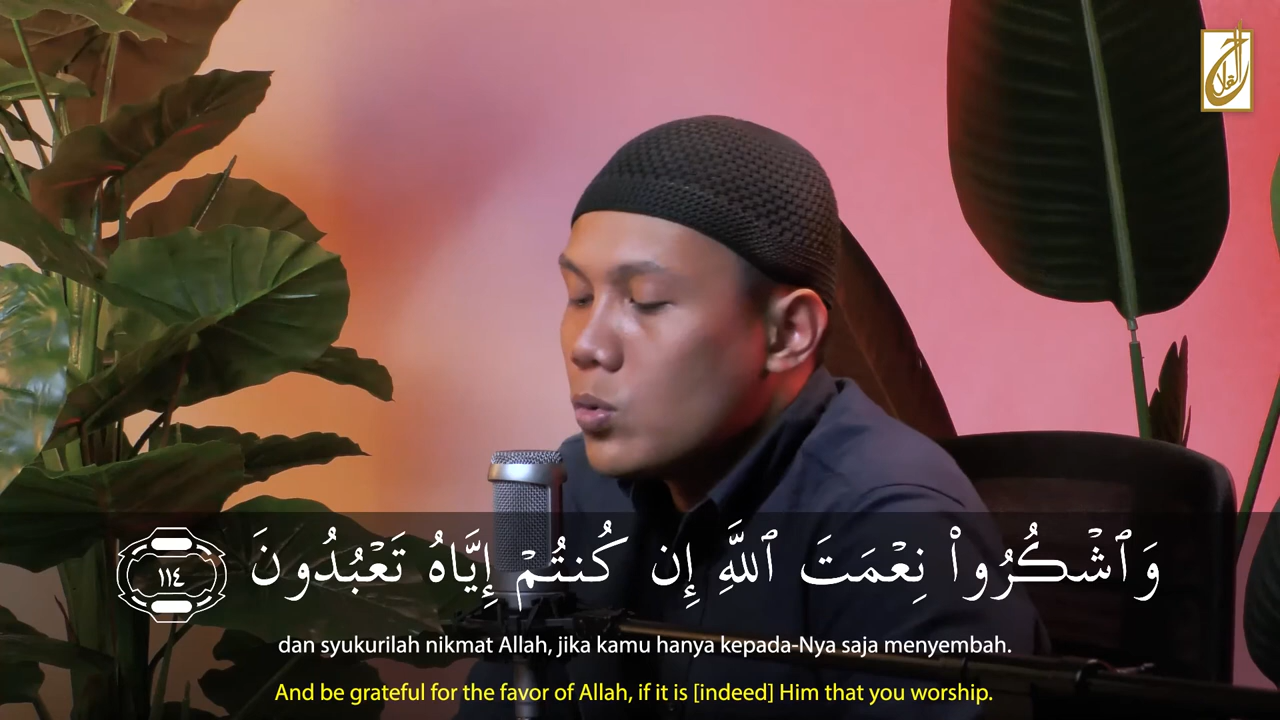 وَٱشْكُرُوا۟ نِعْمَتَ ٱللَّهِ إِن كُنتُمْ إِيَّاهُ تَعْبُدُونَ ١١٤
dan syukurilah nikmat Allah, jika kamu hanya kepada-Nya saja menyembah.
And be grateful for the favor of Allah, if it is [indeed] Him that you worship.